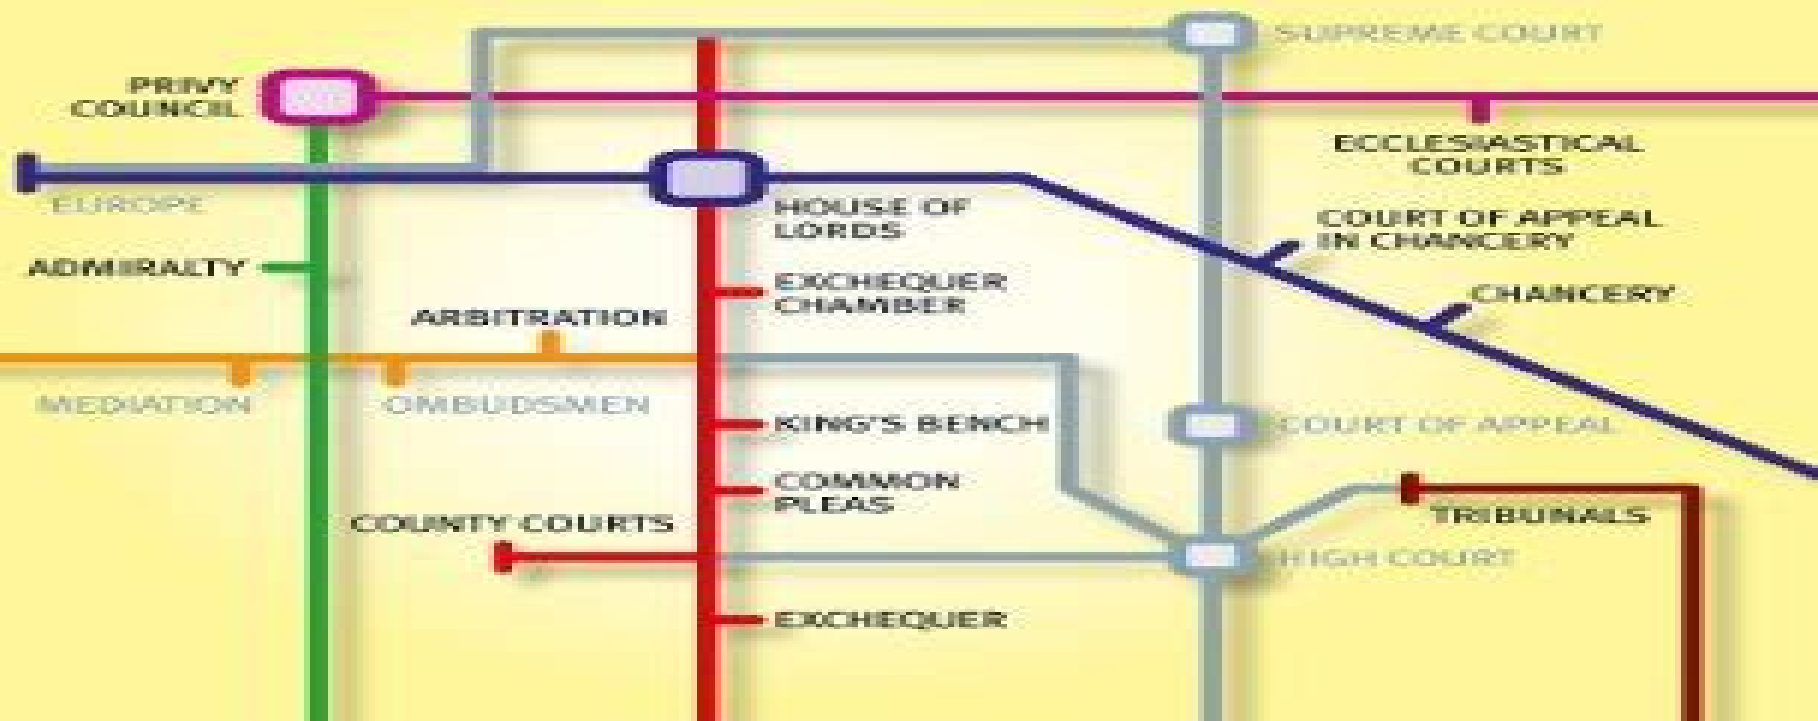 SUPREME COURT
PRIVY
COUNCIL
ECCLESIASTICAL
COURTS
EUROPE
HOUSE OF
LORDS
COURT OF APPEAL
IN CHANCERY
ADMIRALTY
EXCHEQUER
CHAMBER
CHANCERY
ARBITRATION
MEDIATION
OMBUDSMEN
KING'S BENCH
COURT OF APPEAL
COMMON
PLEAS
COUNTY COURTS
TRIBUNALS
HIGH COURT
EXCHEQUER